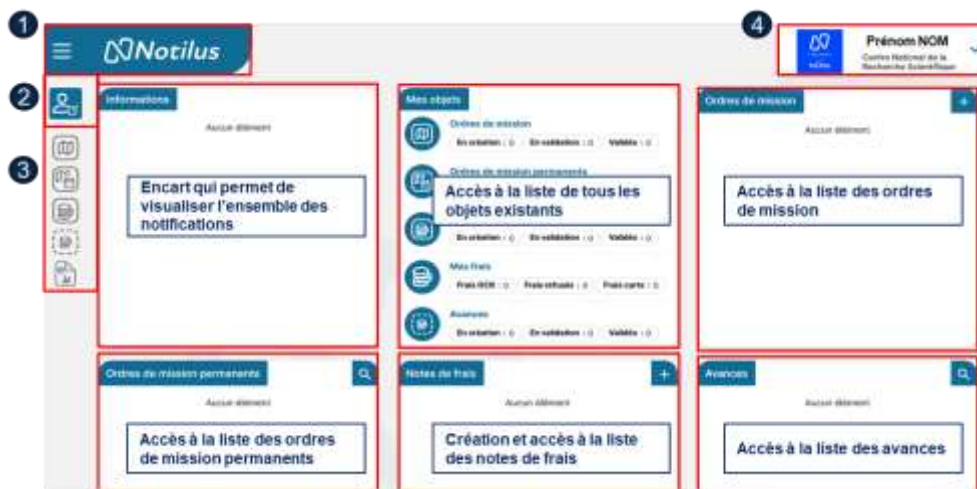 1
4
Notilus
Prénom NOM
Centre National de la
Recherche Scientifique
2
3
Informations
Aucun élément
Encart qui permet de
visualiser l'ensemble des
notifications
Mes objets
Ordres de mission
En création : 0 En validation : 0 Validés : 0
Ordres de mission permanents
Accès à la liste de tous les
objets existants
En création : 0 En validation : 0 Validés : 0
Mes frais
Frais NDF : 0 Frais refusés : 0 Frais carte : 0
Avances
En création : 0 En validation : 0 Validés : 0
Ordres de mission
+
Aucun élément
Accès à la liste des ordres
de mission
Ordres de mission permanents
Aucun élément
Accès à la liste des ordres
de mission permanents
Notes de frais
+
Aucun élément
Création et accès à la liste
des notes de frais
Avances
Aucun élément
Accès à la liste des avances